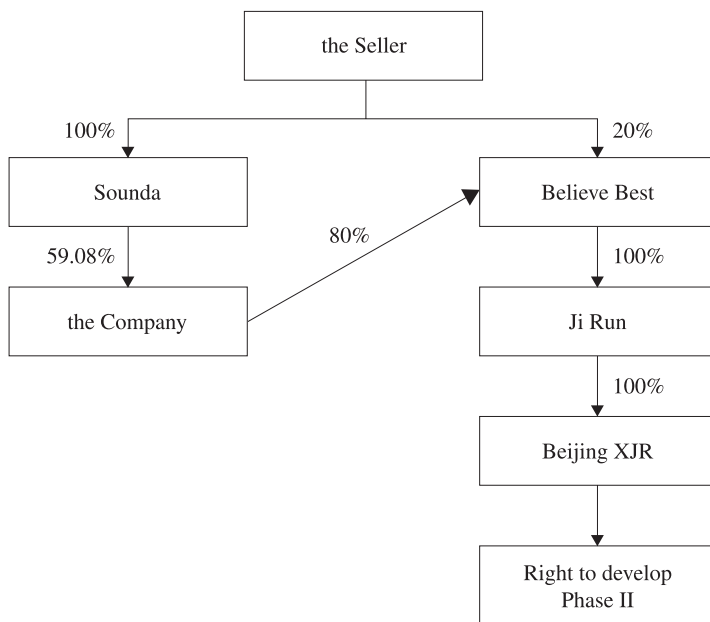 the Seller
100%
20%
Sounda
Believe Best
59.08%
80%
100%
the Company
Ji Run
100%
Beijing XJR
Right to develop
Phase II